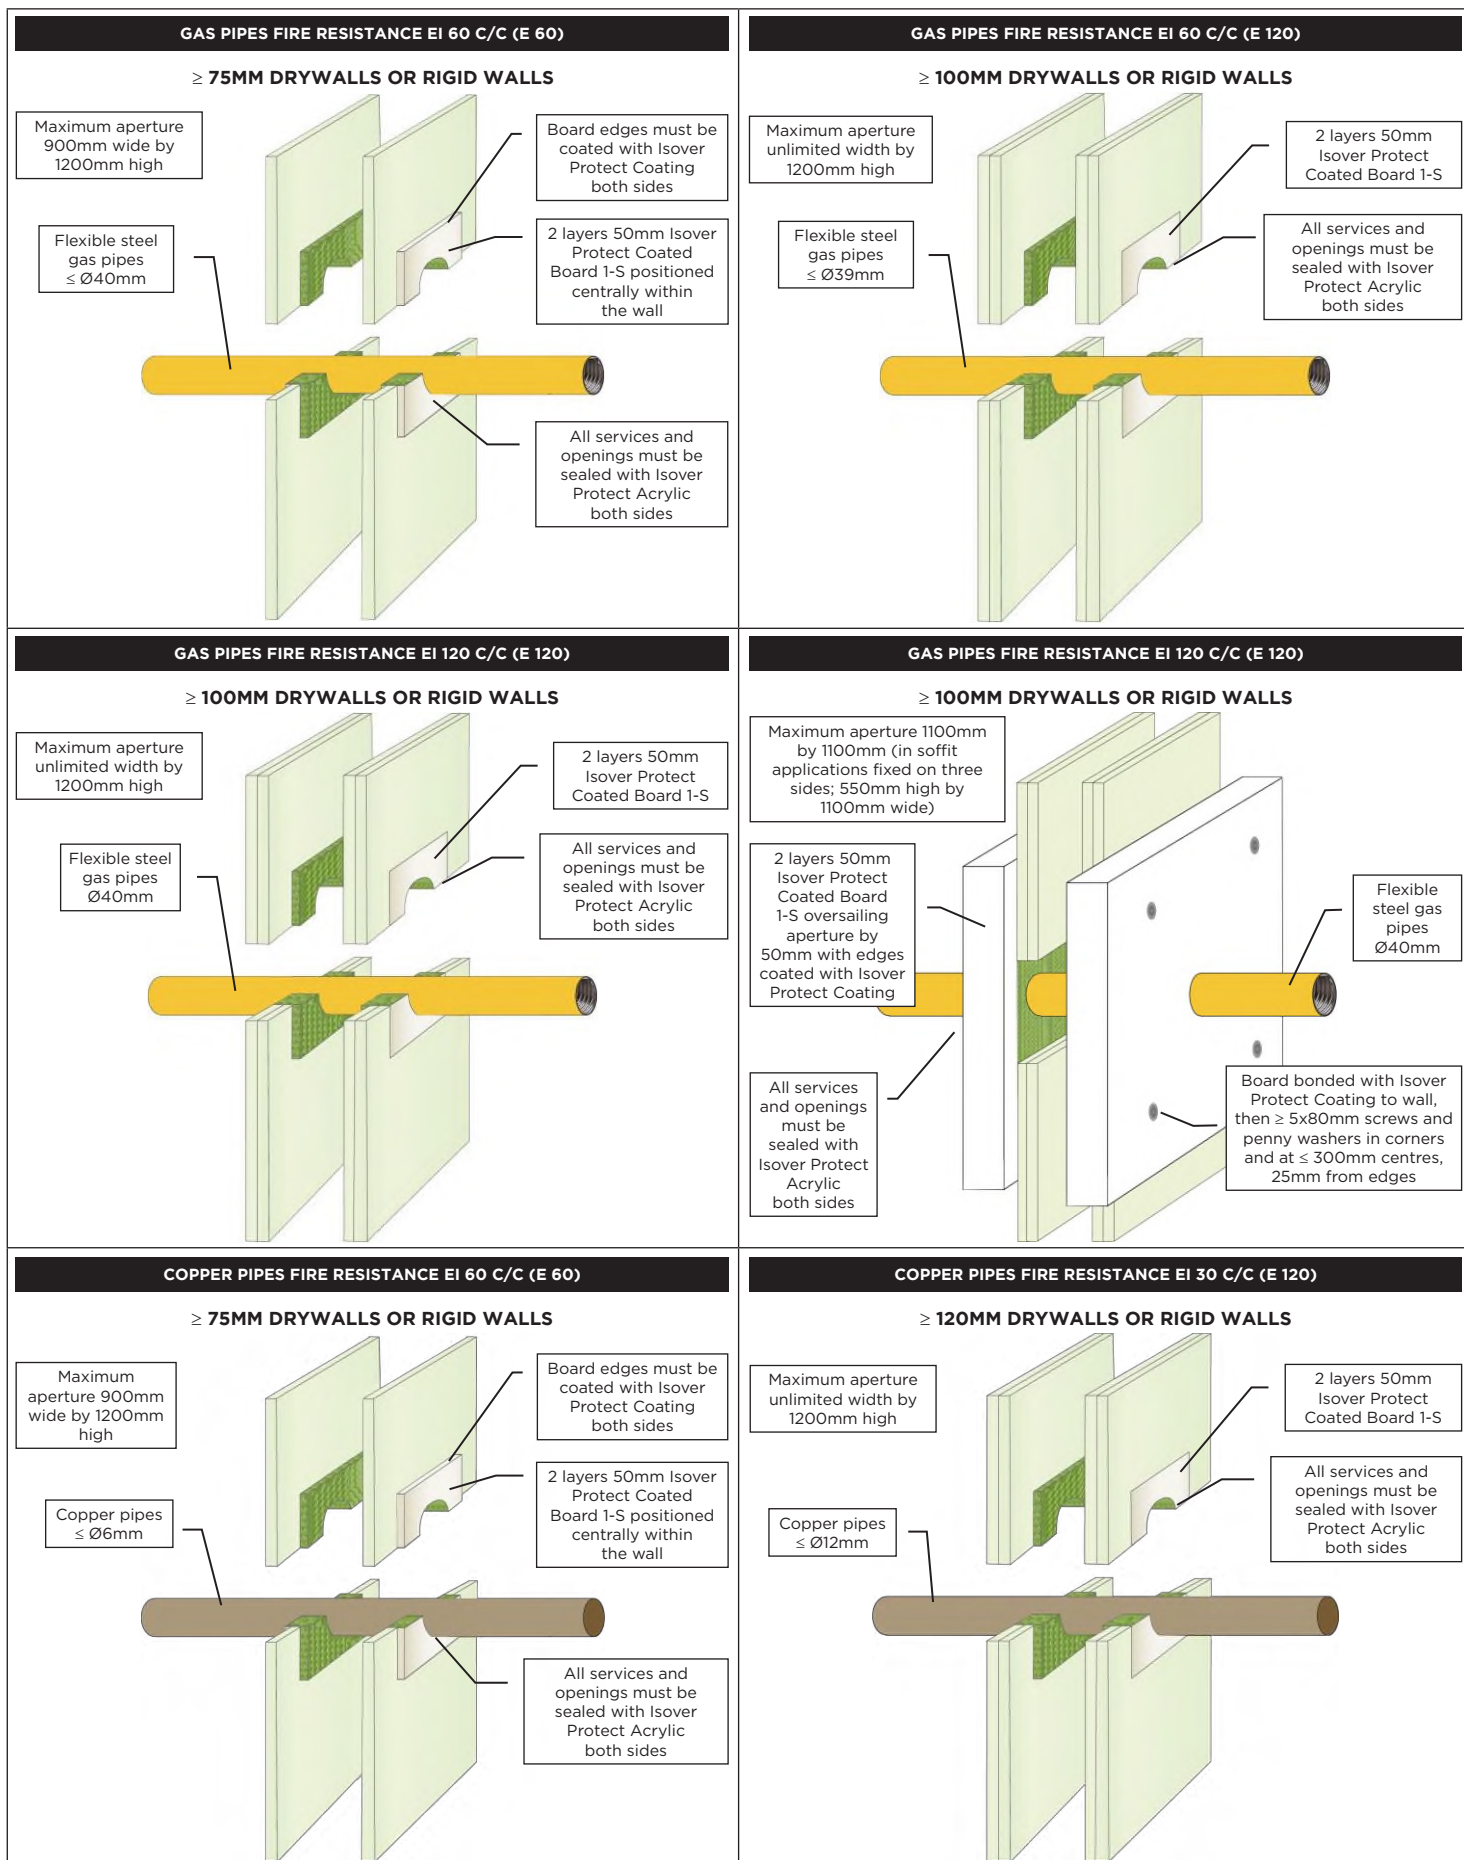 GAS PIPES FIRE RESISTANCE EI 60 C/C (E 60)
≥ 75MM DRYWALLS OR RIGID WALLS
Maximum aperture
900mm wide by
1200mm high
Board edges must be
coated with Isover
Protect Coating
both sides
Flexible steel
gas pipes
≤ Ø40mm
2 layers 50mm Isover
Protect Coated
Board 1-S positioned
centrally within
the wall
All services and
openings must be
sealed with Isover
Protect Acrylic
both sides
GAS PIPES FIRE RESISTANCE EI 60 C/C (E 120)
≥ 100MM DRYWALLS OR RIGID WALLS
Maximum aperture
unlimited width by
1200mm high
2 layers 50mm
Isover Protect
Coated Board 1-S
Flexible steel
gas pipes
≤ Ø39mm
All services and
openings must be
sealed with Isover
Protect Acrylic
both sides
GAS PIPES FIRE RESISTANCE EI 120 C/C (E 120)
≥ 100MM DRYWALLS OR RIGID WALLS
Maximum aperture
unlimited width by
1200mm high
2 layers 50mm
Isover Protect
Coated Board 1-S
Flexible steel
gas pipes
Ø40mm
All services and
openings must be
sealed with Isover
Protect Acrylic
both sides
GAS PIPES FIRE RESISTANCE EI 120 C/C (E 120)
≥ 100MM DRYWALLS OR RIGID WALLS
Maximum aperture 1100mm
by 1100mm (in soffit
applications fixed on three
sides; 550mm high by
1100mm wide)
2 layers 50mm
Isover Protect
Coated Board
1-S oversailing
aperture by
50mm with edges
coated with Isover
Protect Coating
Flexible
steel gas
pipes
Ø40mm
All services
and openings
must be
sealed with
Isover Protect
Acrylic
both sides
Board bonded with Isover
Protect Coating to wall,
then ≥ 5x80mm screws and
penny washers in corners
and at ≤ 300mm centres,
25mm from edges
COPPER PIPES FIRE RESISTANCE EI 60 C/C (E 60)
≥ 75MM DRYWALLS OR RIGID WALLS
Maximum
aperture 900mm
wide by 1200mm
high
Board edges must be
coated with Isover
Protect Coating
both sides
Copper pipes
≤ Ø6mm
2 layers 50mm Isover
Protect Coated
Board 1-S positioned
centrally within
the wall
All services and
openings must be
sealed with Isover
Protect Acrylic
both sides
COPPER PIPES FIRE RESISTANCE EI 30 C/C (E 120)
≥ 120MM DRYWALLS OR RIGID WALLS
Maximum aperture
unlimited width by
1200mm high
2 layers 50mm
Isover Protect
Coated Board 1-S
Copper pipes
≤ Ø12mm
All services and
openings must be
sealed with Isover
Protect Acrylic
both sides